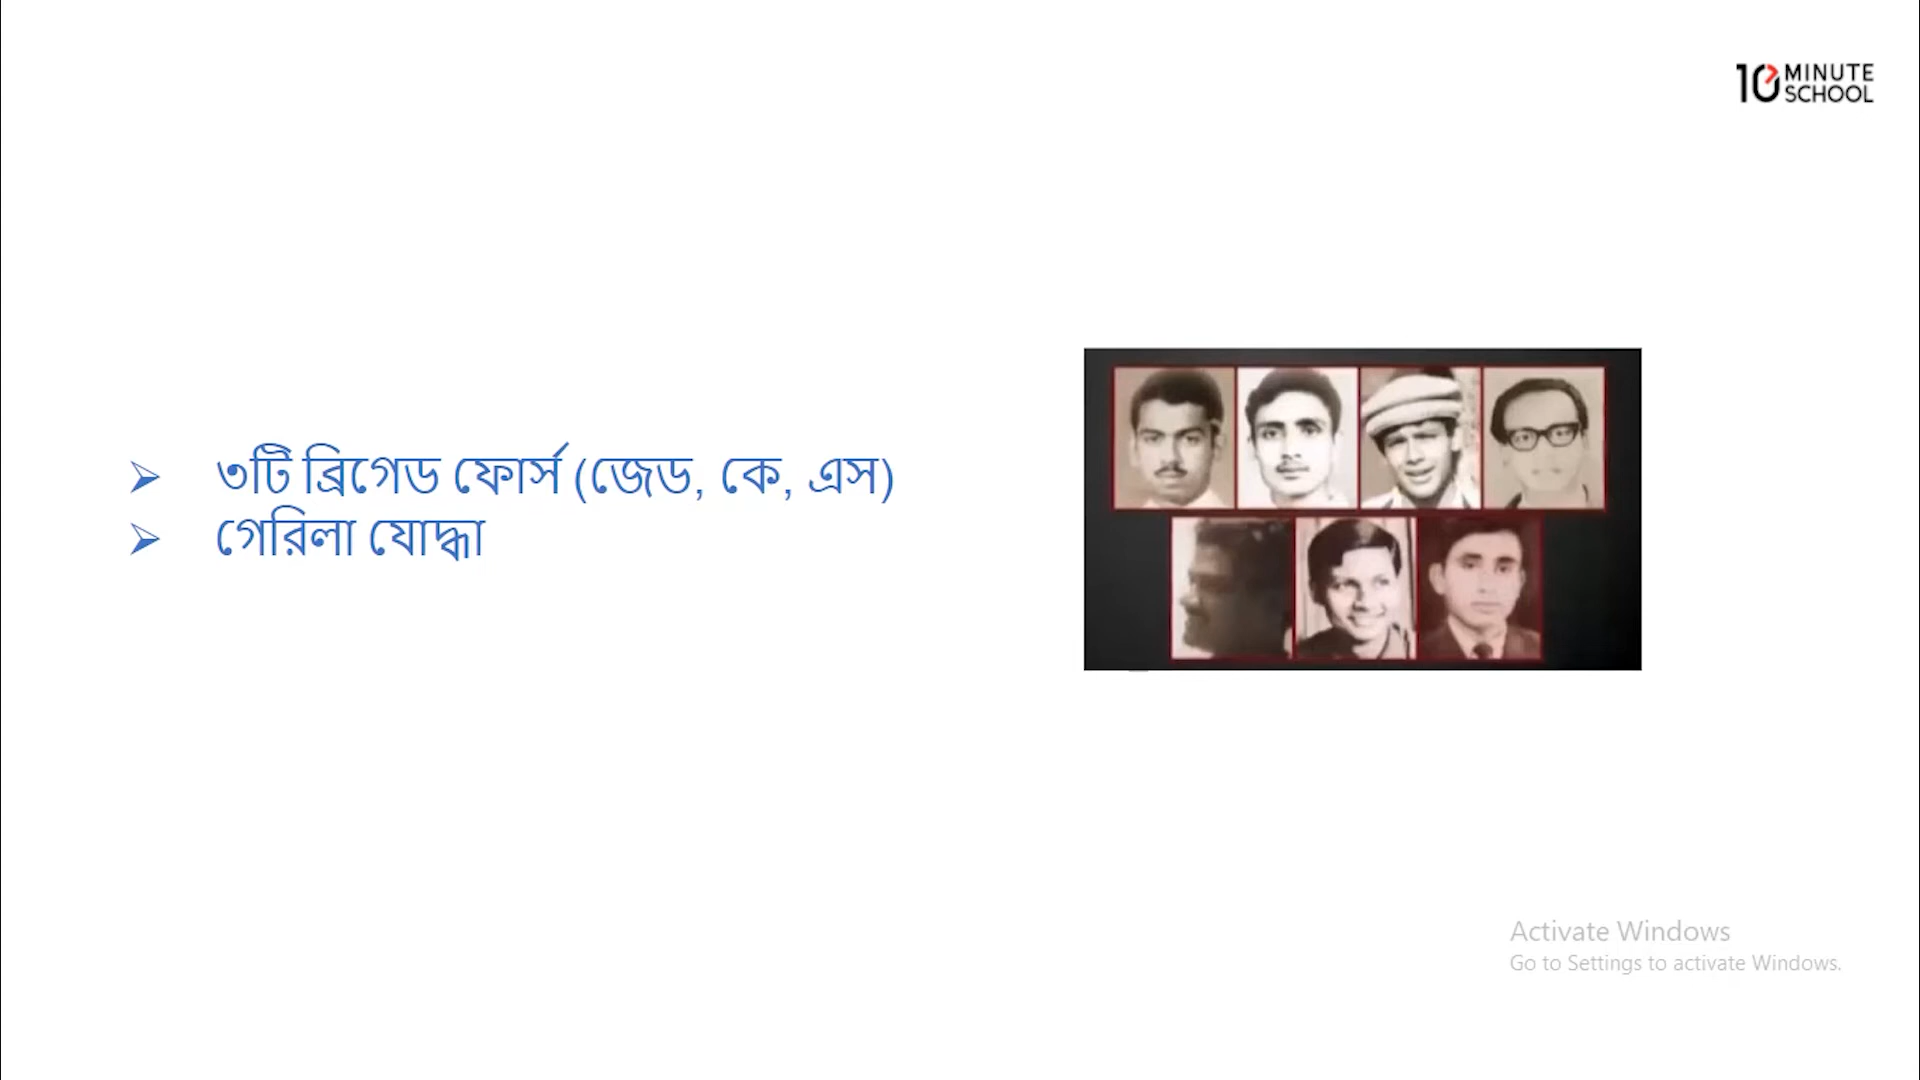 10 MINUTE SCHOOL
৩টি ব্রিগেড ফোর্স (জেড, কে, এস)
গেরিলা যোদ্ধা
Activate Windows
Go to Settings to activate Windows.